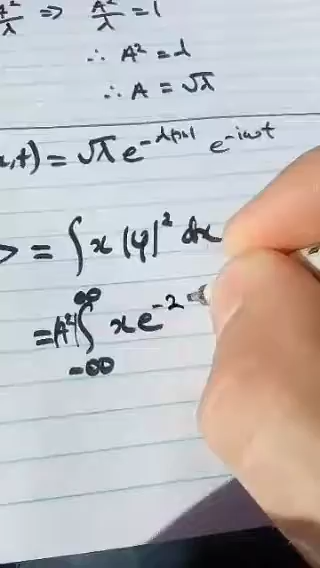 A²/λ ⇒ A²/λ = 1
∴ A² = λ
∴ A = √λ
x,t) = √λ e^-λ|x| e^-iωt
> = ∫ x |ψ|² dx
= |A²| ∫_-∞^∞ x e^-2